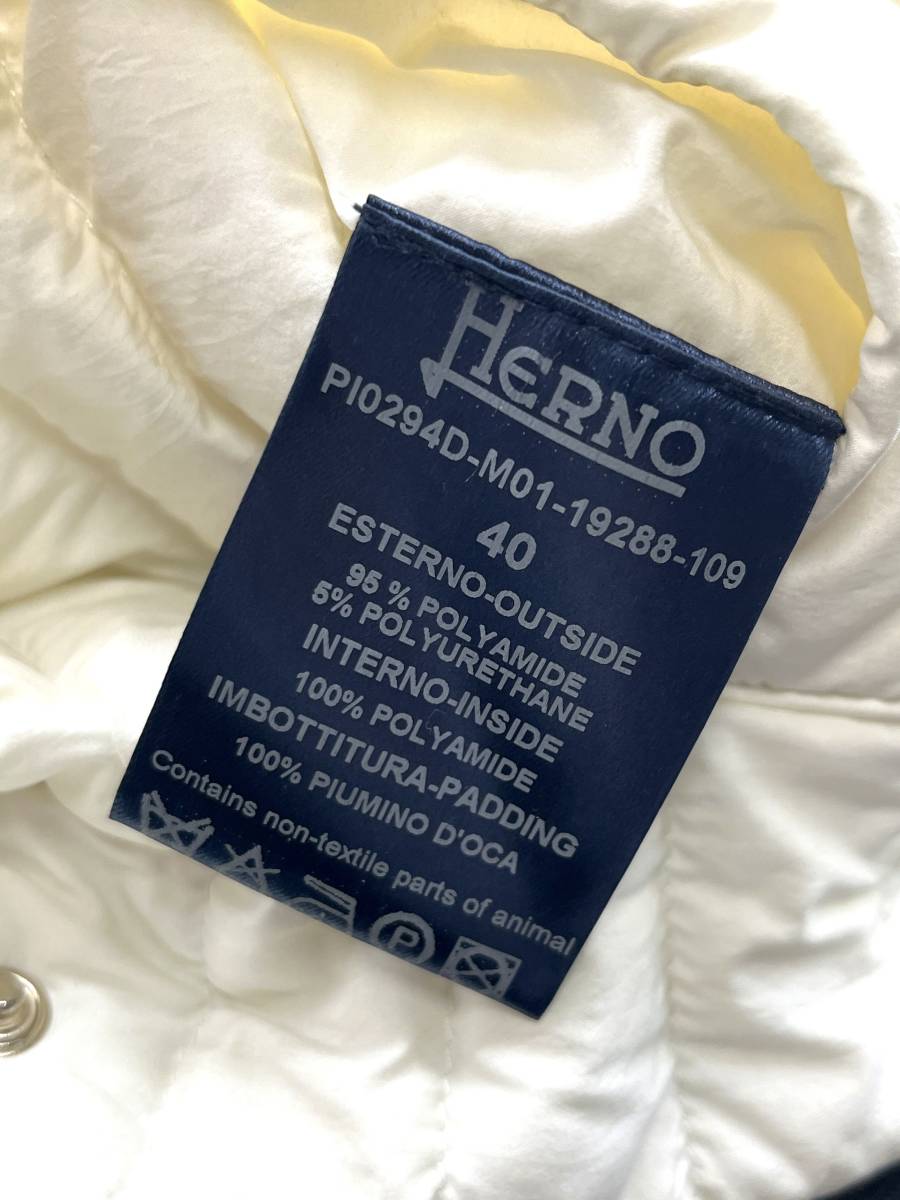 HERNO
PI0294D-M01-19288-109
40
ESTERNO-OUTSIDE
95 % POLYAMIDE
5% POLYURETHANE
INTERNO-INSIDE
100% POLYAMIDE
IMBOTTITURA-PADDING
100% PIUMINO D'OCA
Contains non-textile parts of animal
P